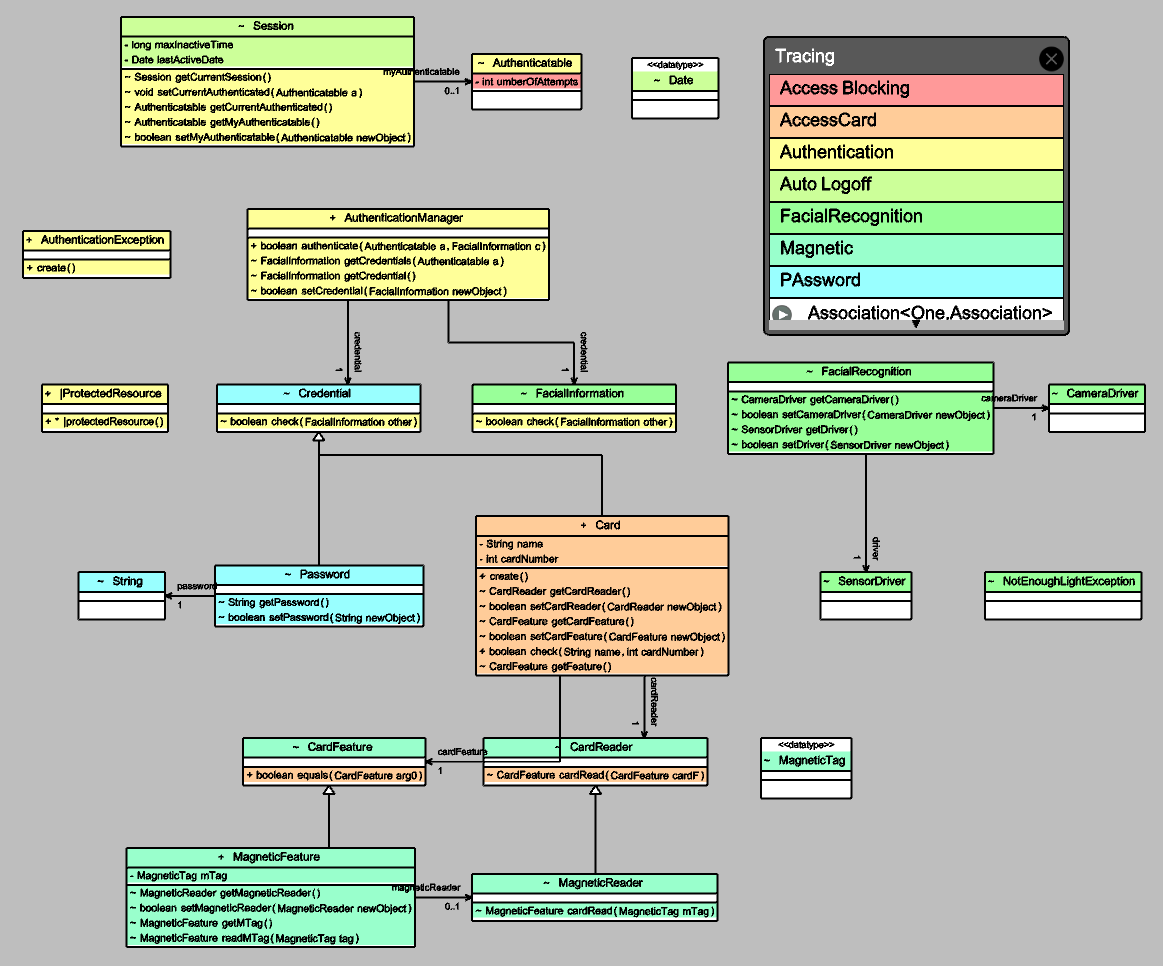 ~ Session
- long maxInactiveTime
- Date lastActiveDate
~ Session getCurrentSession()
~ void setCurrentAuthenticated(Authenticatable a)
~ Authenticatable getCurrentAuthenticated()
~ Authenticatable getMyAuthenticatable()
~ boolean setMyAuthenticatable(Authenticatable newObject)
myAuthenticatable
0..1
~ Authenticatable
- int umberOfAttempts
<<datatype>>
~ Date
Tracing
Access Blocking
AccessCard
Authentication
Auto Logoff
FacialRecognition
Magnetic
PAssword
Association<One,Association>
+ AuthenticationException
+ create()
+ AuthenticationManager
+ boolean authenticate(Authenticatable a, FacialInformation c)
~ FacialInformation getCredentials(Authenticatable a)
~ FacialInformation getCredential()
~ boolean setCredential(FacialInformation newObject)
credential
1
credential
1
+ |ProtectedResource
+ * |protectedResource()
~ Credential
~ boolean check(FacialInformation other)
~ FacialInformation
~ boolean check(FacialInformation other)
~ FacialRecognition
~ CameraDriver getCameraDriver()
~ boolean setCameraDriver(CameraDriver newObject)
~ SensorDriver getDriver()
~ boolean setDriver(SensorDriver newObject)
cameraDriver
1
~ CameraDriver
driver
1
~ String
password
1
~ Password
~ String getPassword()
~ boolean setPassword(String newObject)
+ Card
- String name
- int cardNumber
+ create()
~ CardReader getCardReader()
~ boolean setCardReader(CardReader newObject)
~ CardFeature getCardFeature()
~ boolean setCardFeature(CardFeature newObject)
+ boolean check(String name, int cardNumber)
~ CardFeature getFeature()
~ SensorDriver
~ NotEnoughLightException
cardReader
1
~ CardFeature
+ boolean equals(CardFeature arg0)
cardFeature
1
~ CardReader
~ CardFeature cardRead(CardFeature cardF)
<<datatype>>
~ MagneticTag
+ MagneticFeature
- MagneticTag mTag
~ MagneticReader getMagneticReader()
~ boolean setMagneticReader(MagneticReader newObject)
~ MagneticFeature getMTag()
~ MagneticFeature readMTag(MagneticTag tag)
magneticReader
0..1
~ MagneticReader
~ MagneticFeature cardRead(MagneticTag mTag)